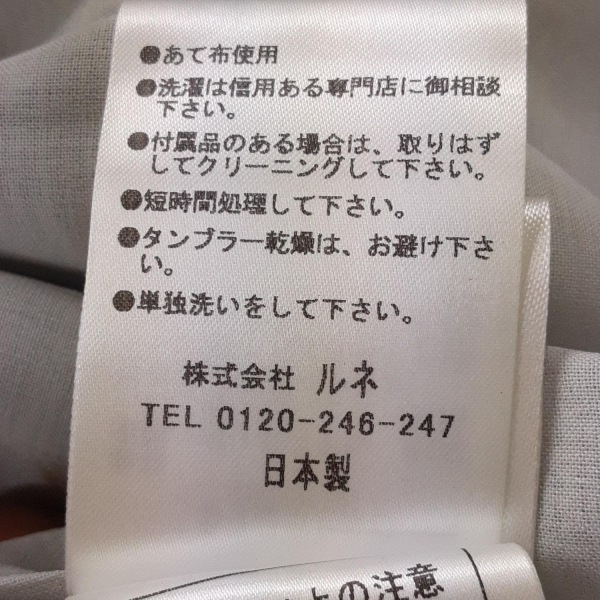 ●あて布使用
●洗濯は信用ある専門店に御相談
下さい。
●付属品のある場合は、取りはず
してクリーニングして下さい。
●短時間処理して下さい。
●タンブラー乾燥は、お避け下さ
い。
●単独洗いをして下さい。
株式会社 ルネ
TEL 0120-246-247
日本製
の注意